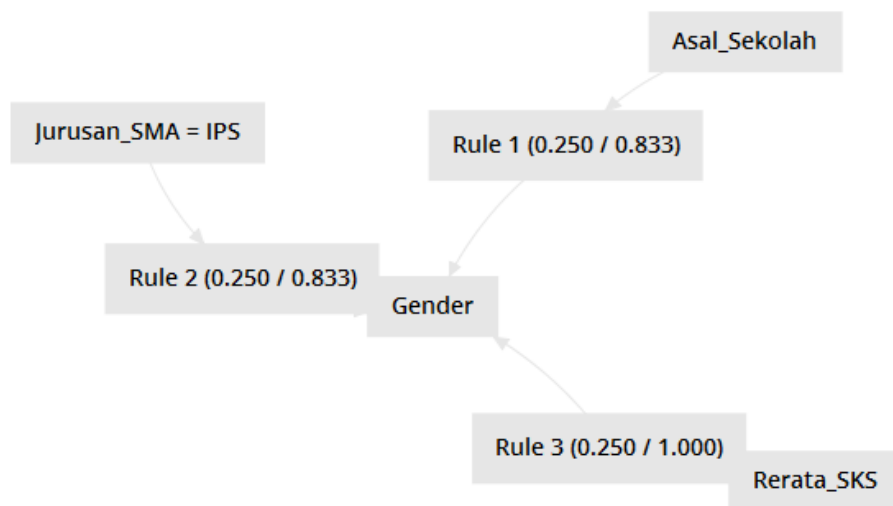 Asal_Sekolah
Jurusan_SMA = IPS
Rule 1 (0.250 / 0.833)
Rule 2 (0.250 / 0.833)
Gender
Rule 3 (0.250 / 1.000)
Rerata_SKS